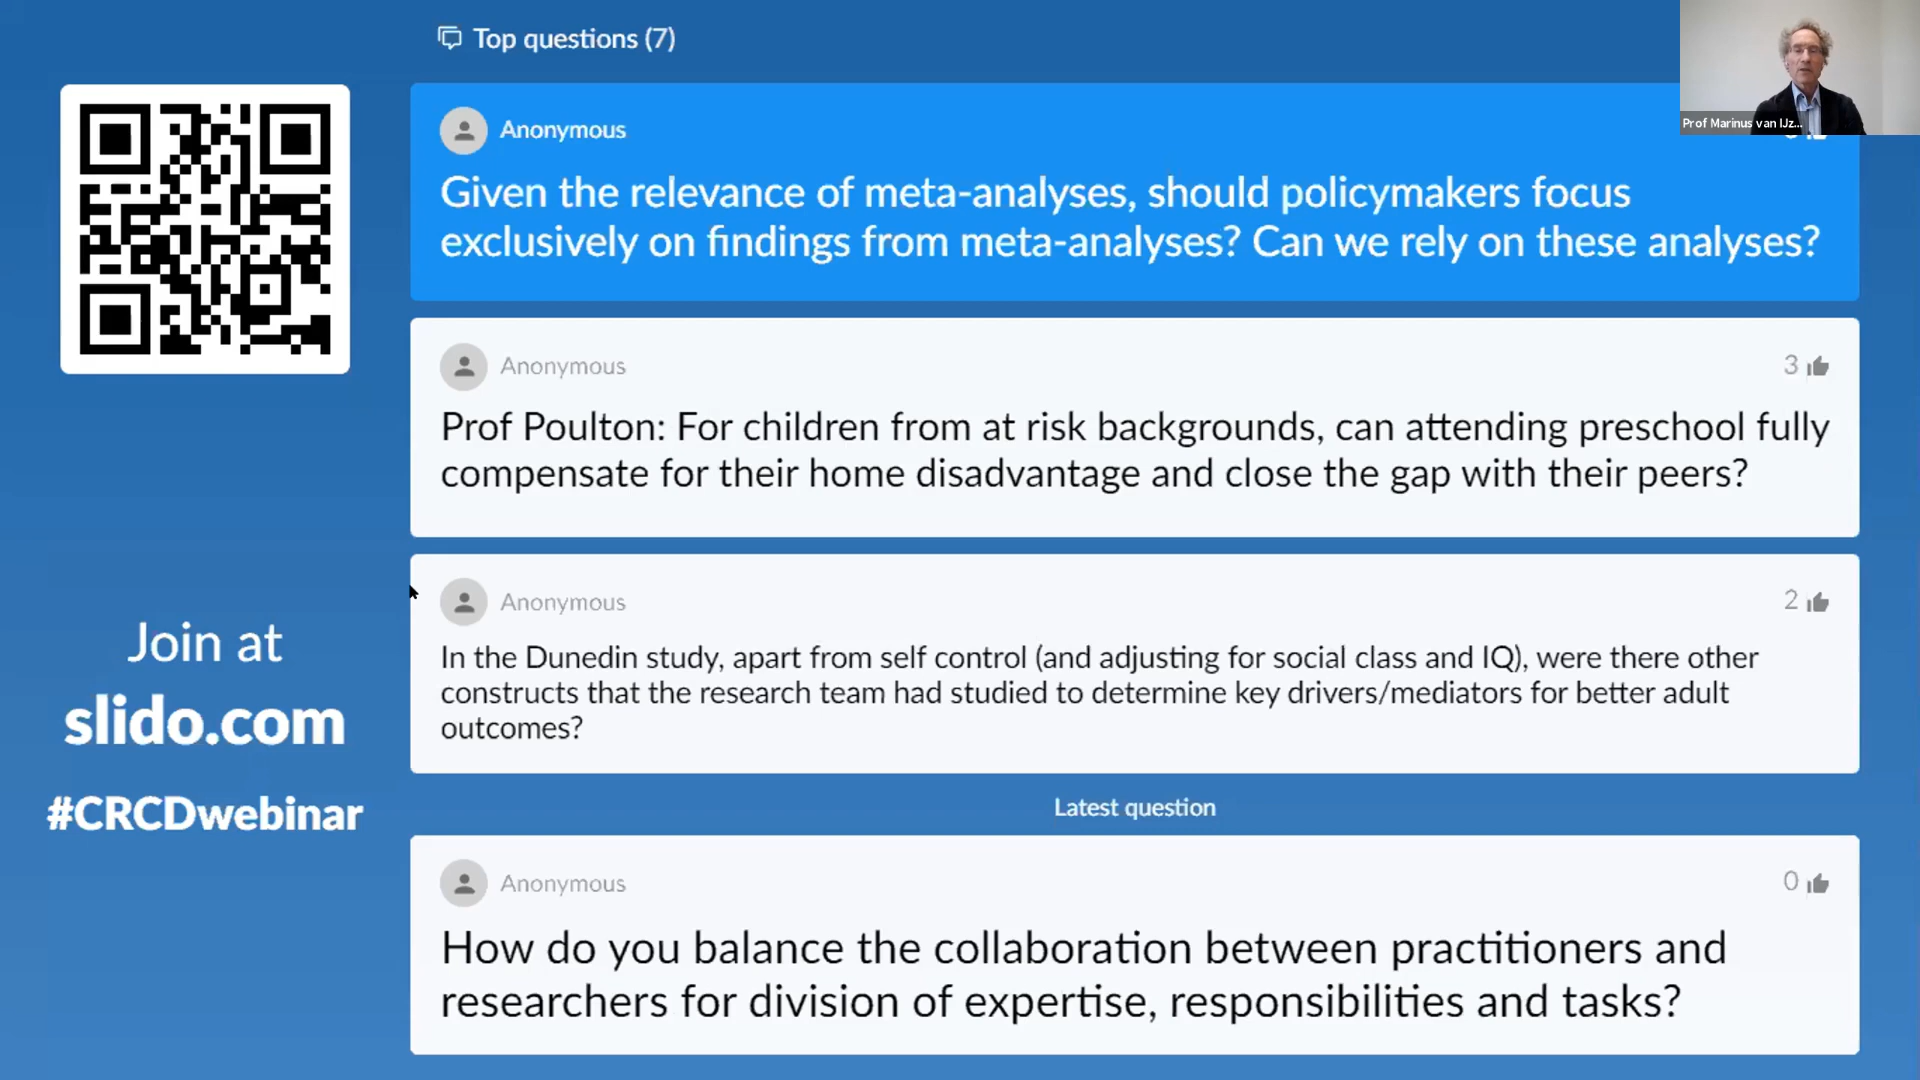 Top questions (7)
Anonymous
Given the relevance of meta-analyses, should policymakers focus
exclusively on findings from meta-analyses? Can we rely on these analyses?
Prof Marinus van IJz...
Anonymous
3
Prof Poulton: For children from at risk backgrounds, can attending preschool fully
compensate for their home disadvantage and close the gap with their peers?
Anonymous
2
In the Dunedin study, apart from self control (and adjusting for social class and IQ), were there other
constructs that the research team had studied to determine key drivers/mediators for better adult
outcomes?
Join at
slido.com
#CRCDwebinar
Latest question
Anonymous
0
How do you balance the collaboration between practitioners and
researchers for division of expertise, responsibilities and tasks?